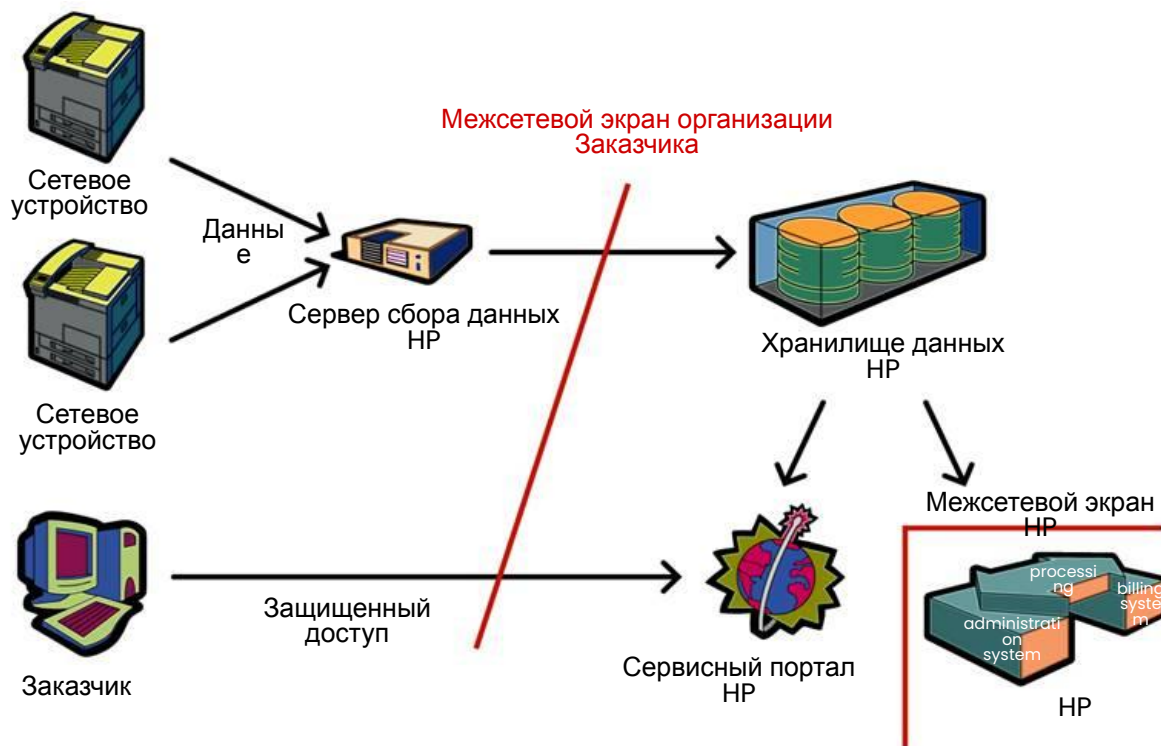 Межсетевой экран организации
Заказчика
Сетевое
устройство
Данны
е
Сервер сбора данных
HP
Хранилище данных
HP
Сетевое
устройство
Межсетевой экран
HP
processi
ng
billing
syste
m
administrati
on
system
Защищенный
доступ
Заказчик
Сервисный портал
HP
HP